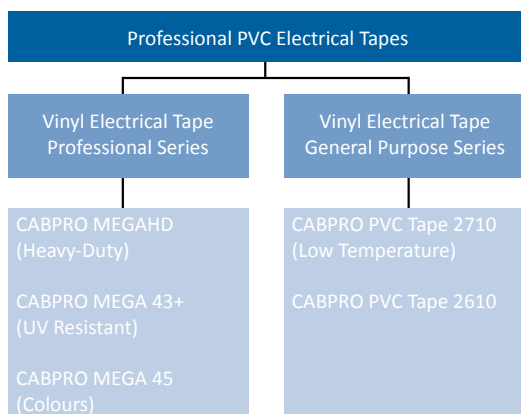 Professional PVC Electrical Tapes
Vinyl Electrical Tape
Professional Series
Vinyl Electrical Tape
General Purpose Series
CABPRO MEGAHD
(Heavy-Duty)
CABPRO MEGA 43+
(UV Resistant)
CABPRO MEGA 45
(Colours)
CABPRO PVC Tape 2710
(Low Temperature)
CABPRO PVC Tape 2610